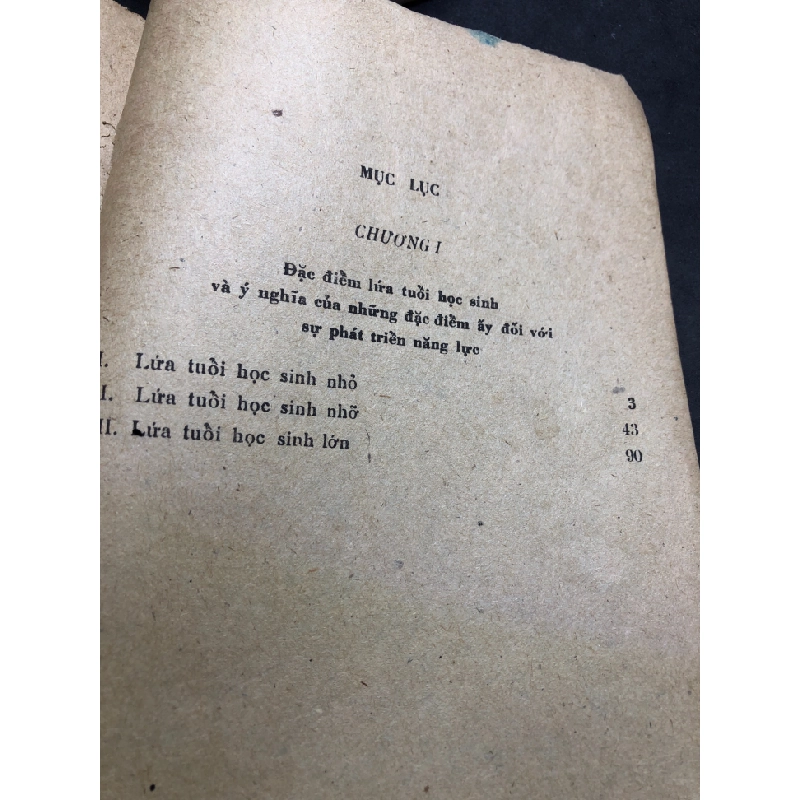 MỤC LỤC
CHƯƠNG I
Đặc điểm lứa tuổi học sinh
và ý nghĩa của những đặc điểm ấy đối với
sự phát triển năng lực
I. Lứa tuổi học sinh nhỏ 3
I. Lứa tuổi học sinh nhỡ 43
II. Lứa tuổi học sinh lớn 90